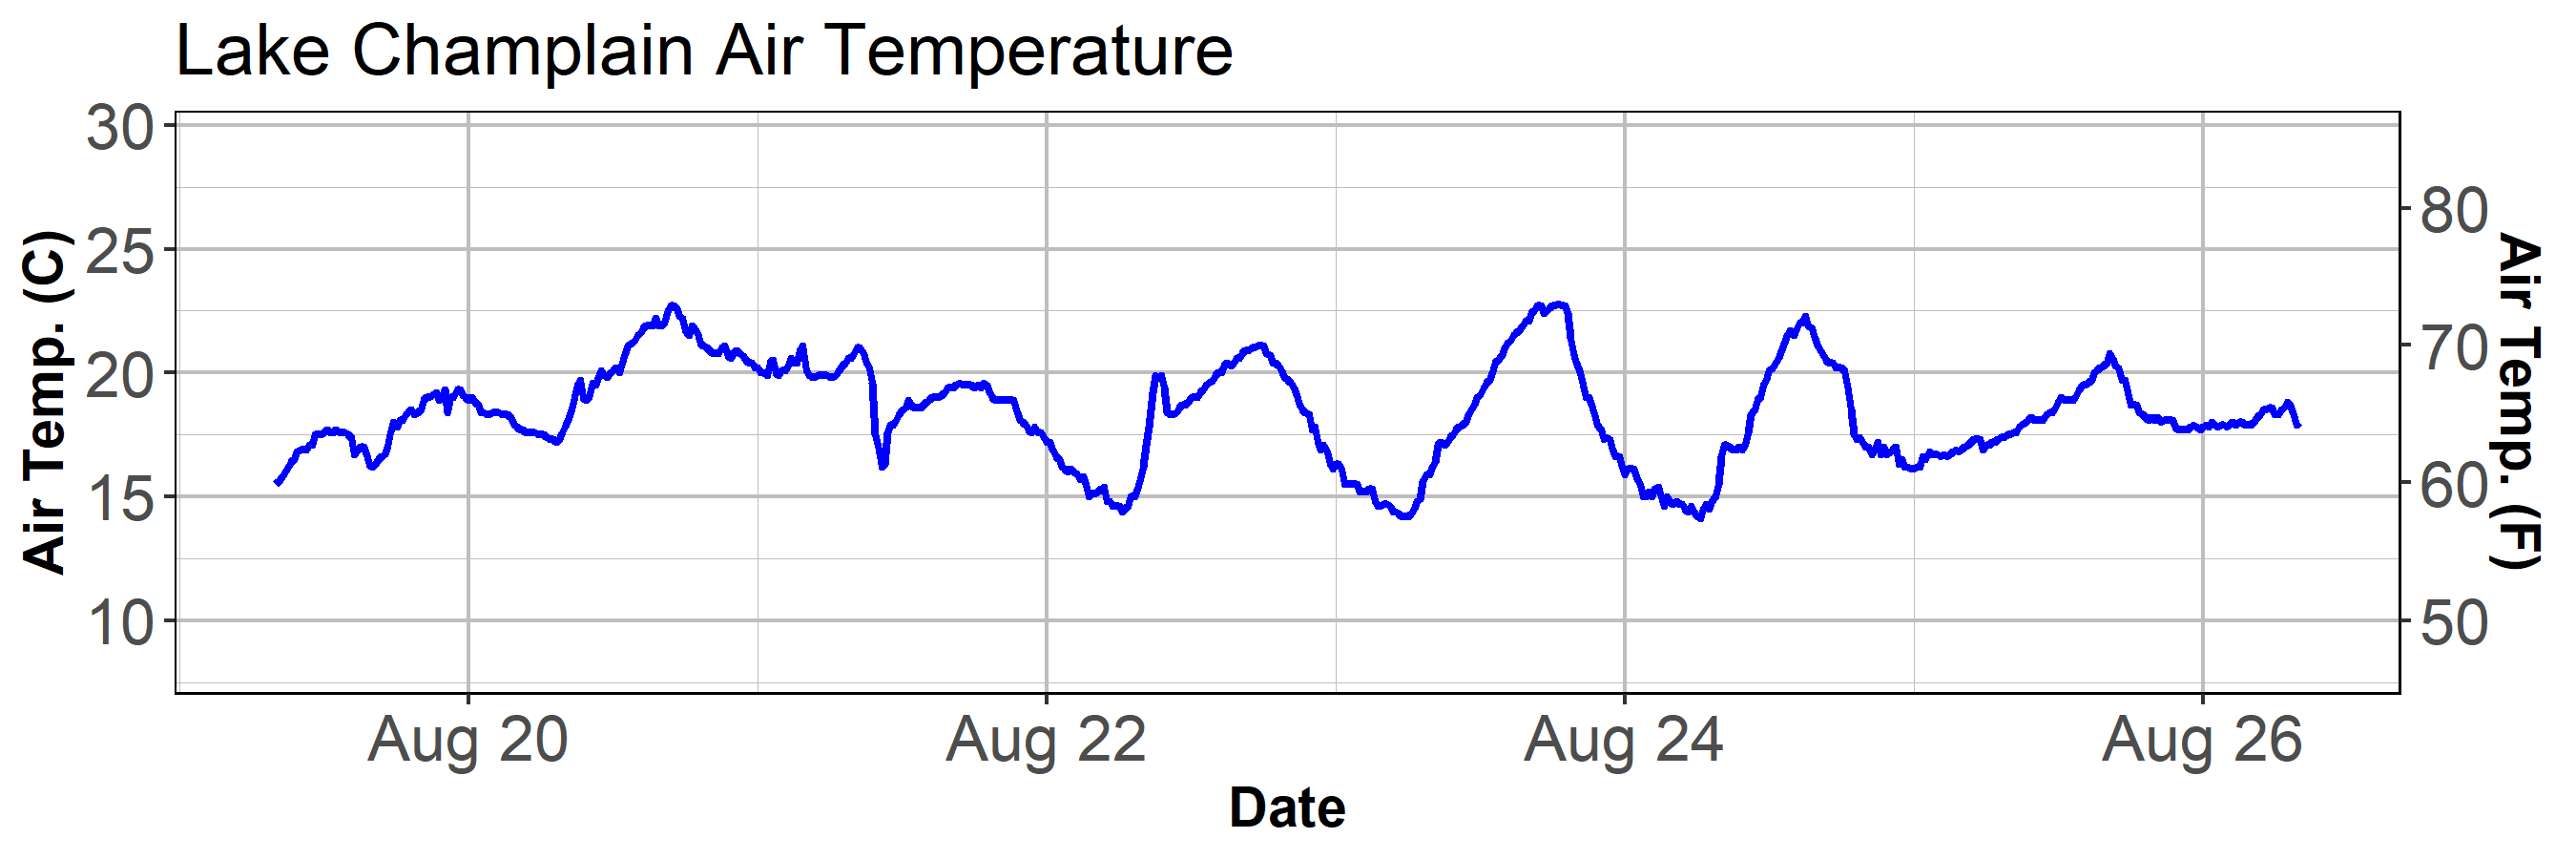 Lake Champlain Air Temperature
Air Temp. (C)
30
25
20
15
10
80
70
60
50
Air Temp. (F)
Aug 20
Aug 22
Aug 24
Aug 26
Date